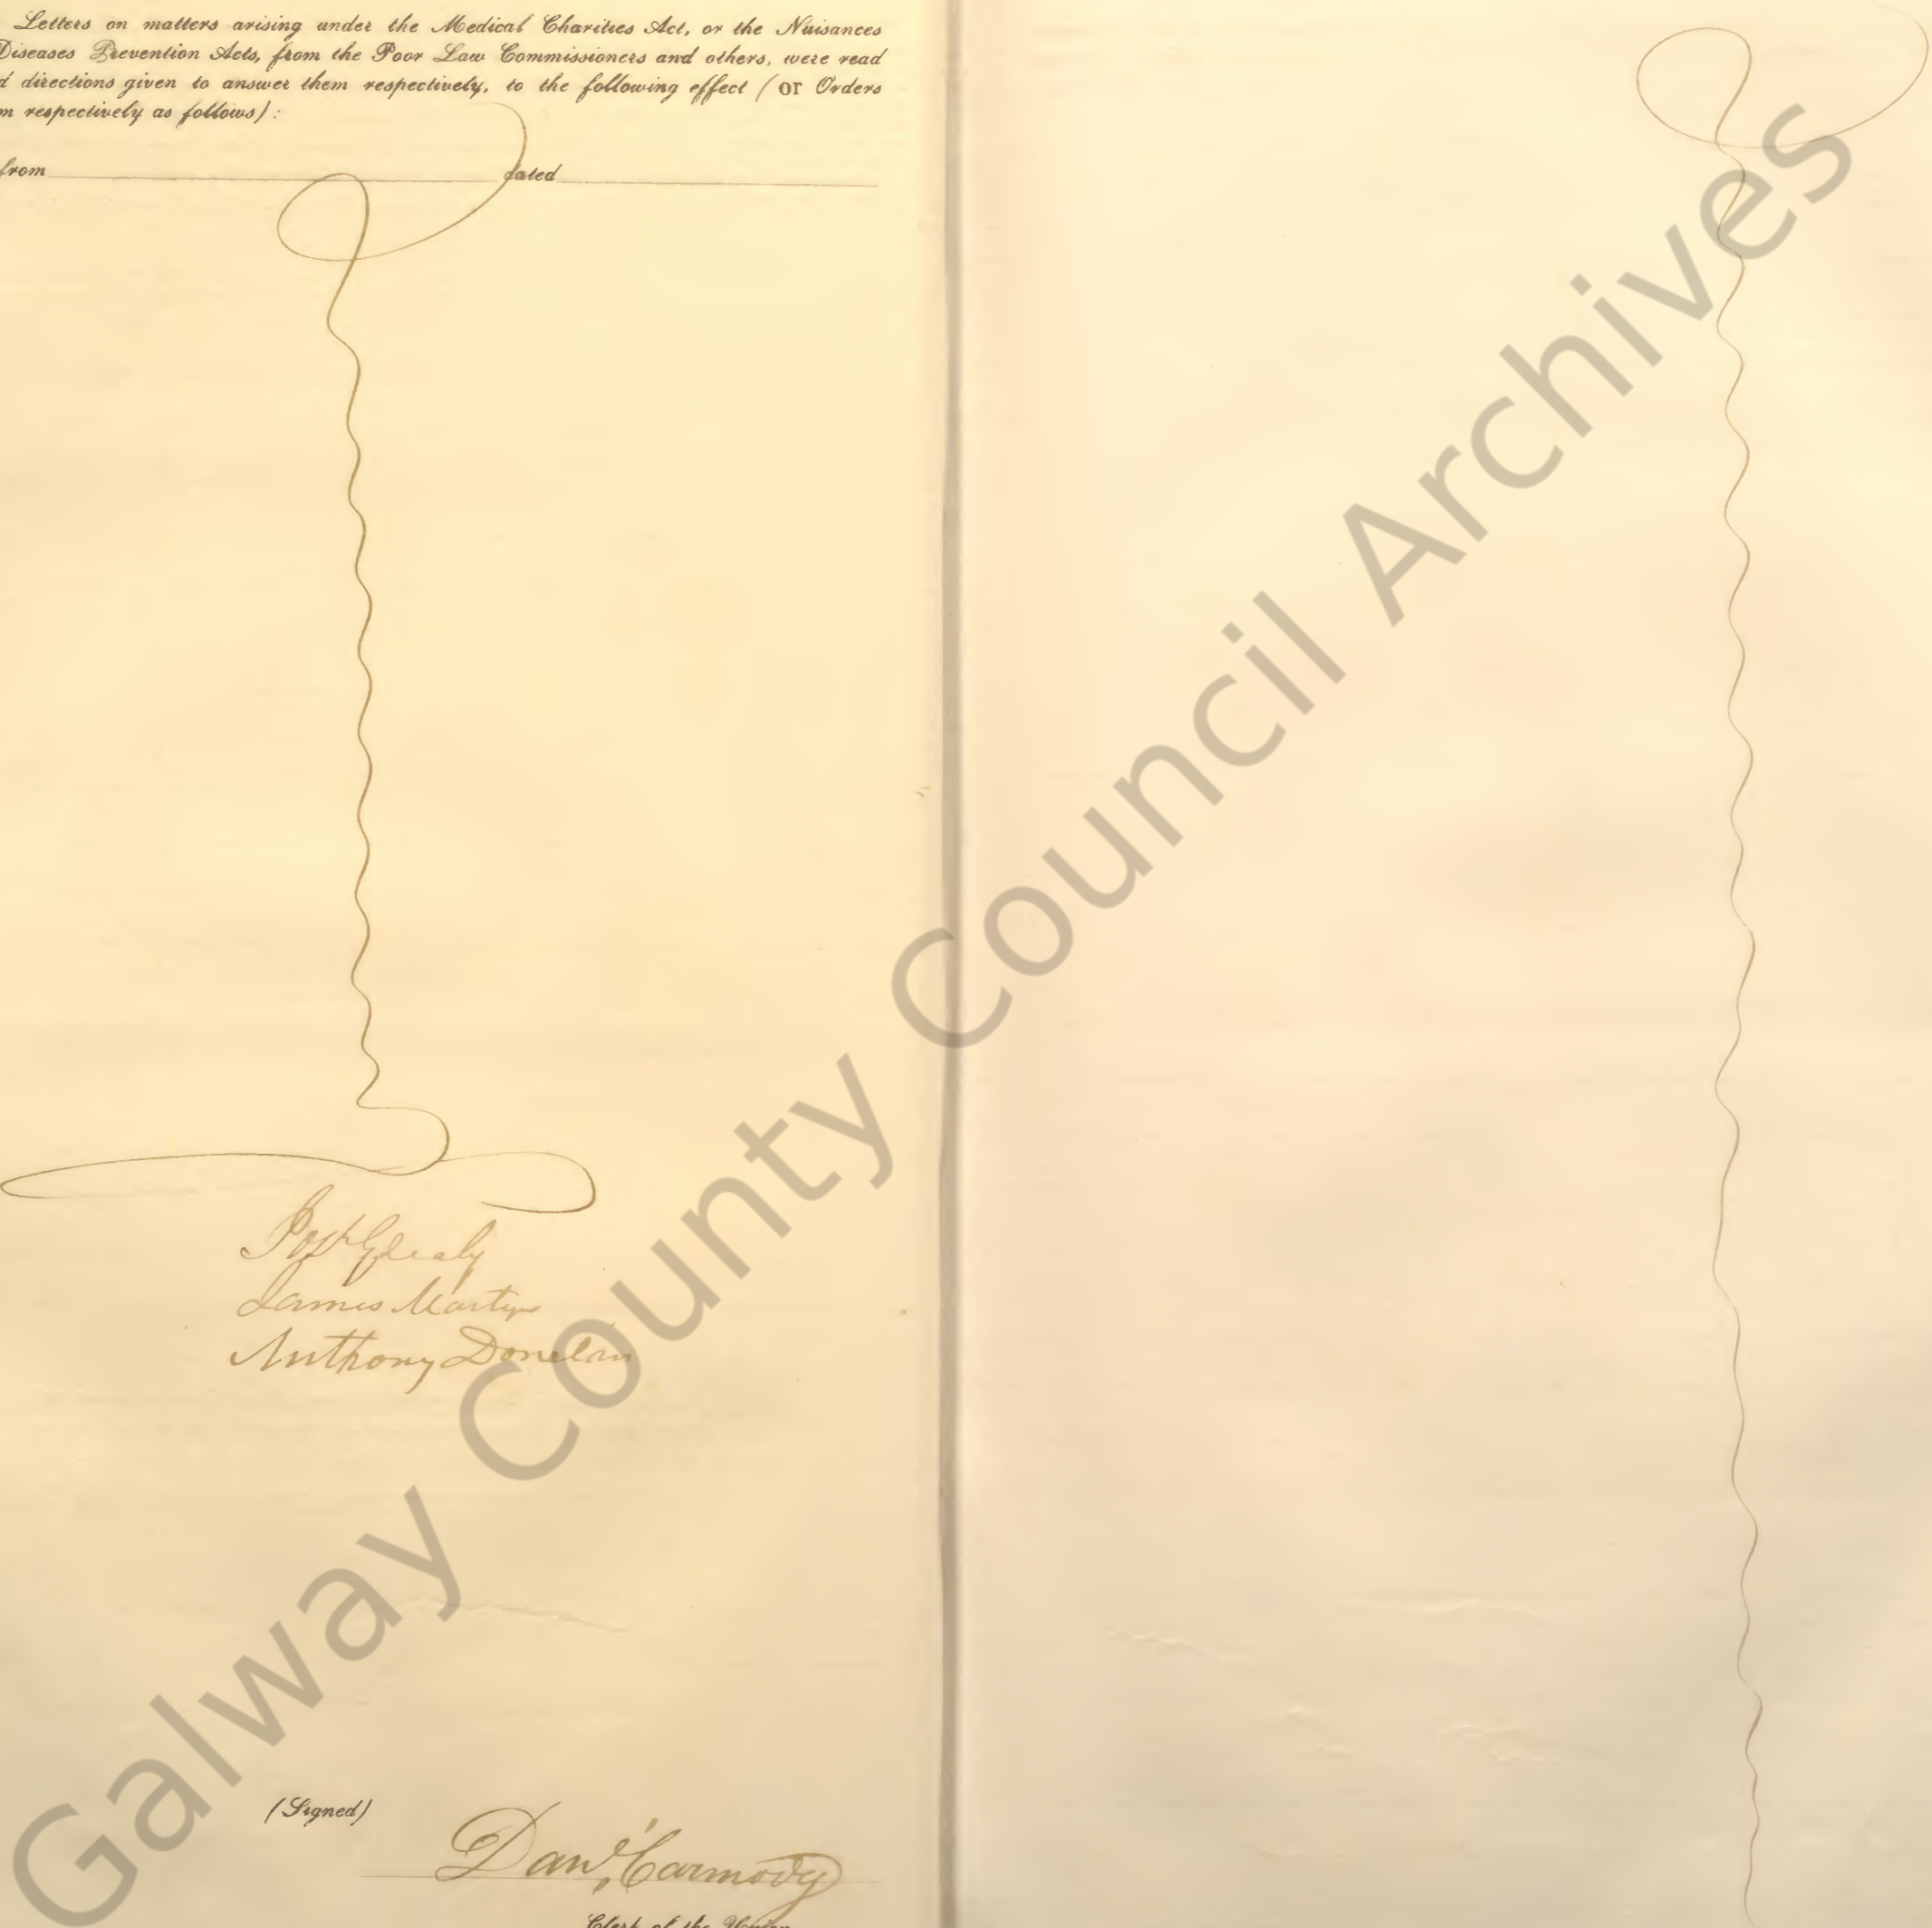 Letters on matters arising under the Medical Charities Act, or the Nuisances
Diseases Prevention Acts, from the Poor Law Commissioners and others, were read
d directions given to answer them respectively, to the following effect (or Orders
m respectively as follows):
from dated
James Martyn
Anthony Donelan
(Signed)
Danl Carmody
Clerk of the Union
Galway County Council Archives